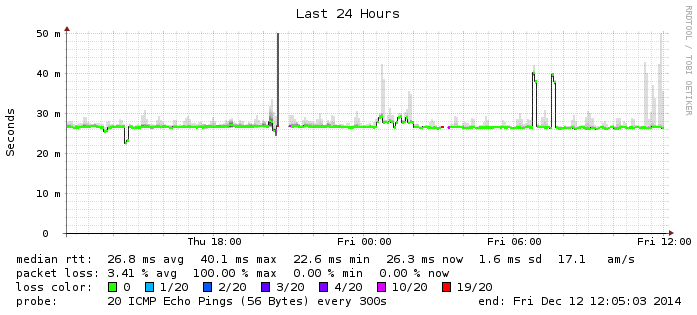 Last 24 Hours
RRDTOOL / TOBI OETIKER
Seconds
50 m
40 m
30 m
20 m
10 m
0
Thu 18:00 Fri 00:00 Fri 06:00 Fri 12:00
median rtt: 26.8 ms avg 40.1 ms max 22.6 ms min 26.3 ms now 1.6 ms sd 17.1 am/s
packet loss: 3.41 % avg 100.00 % max 0.00 % min 0.00 % now
loss color: 0 1/20 2/20 3/20 4/20 10/20 19/20
probe: 20 ICMP Echo Pings (56 Bytes) every 300s end: Fri Dec 12 12:05:03 2014